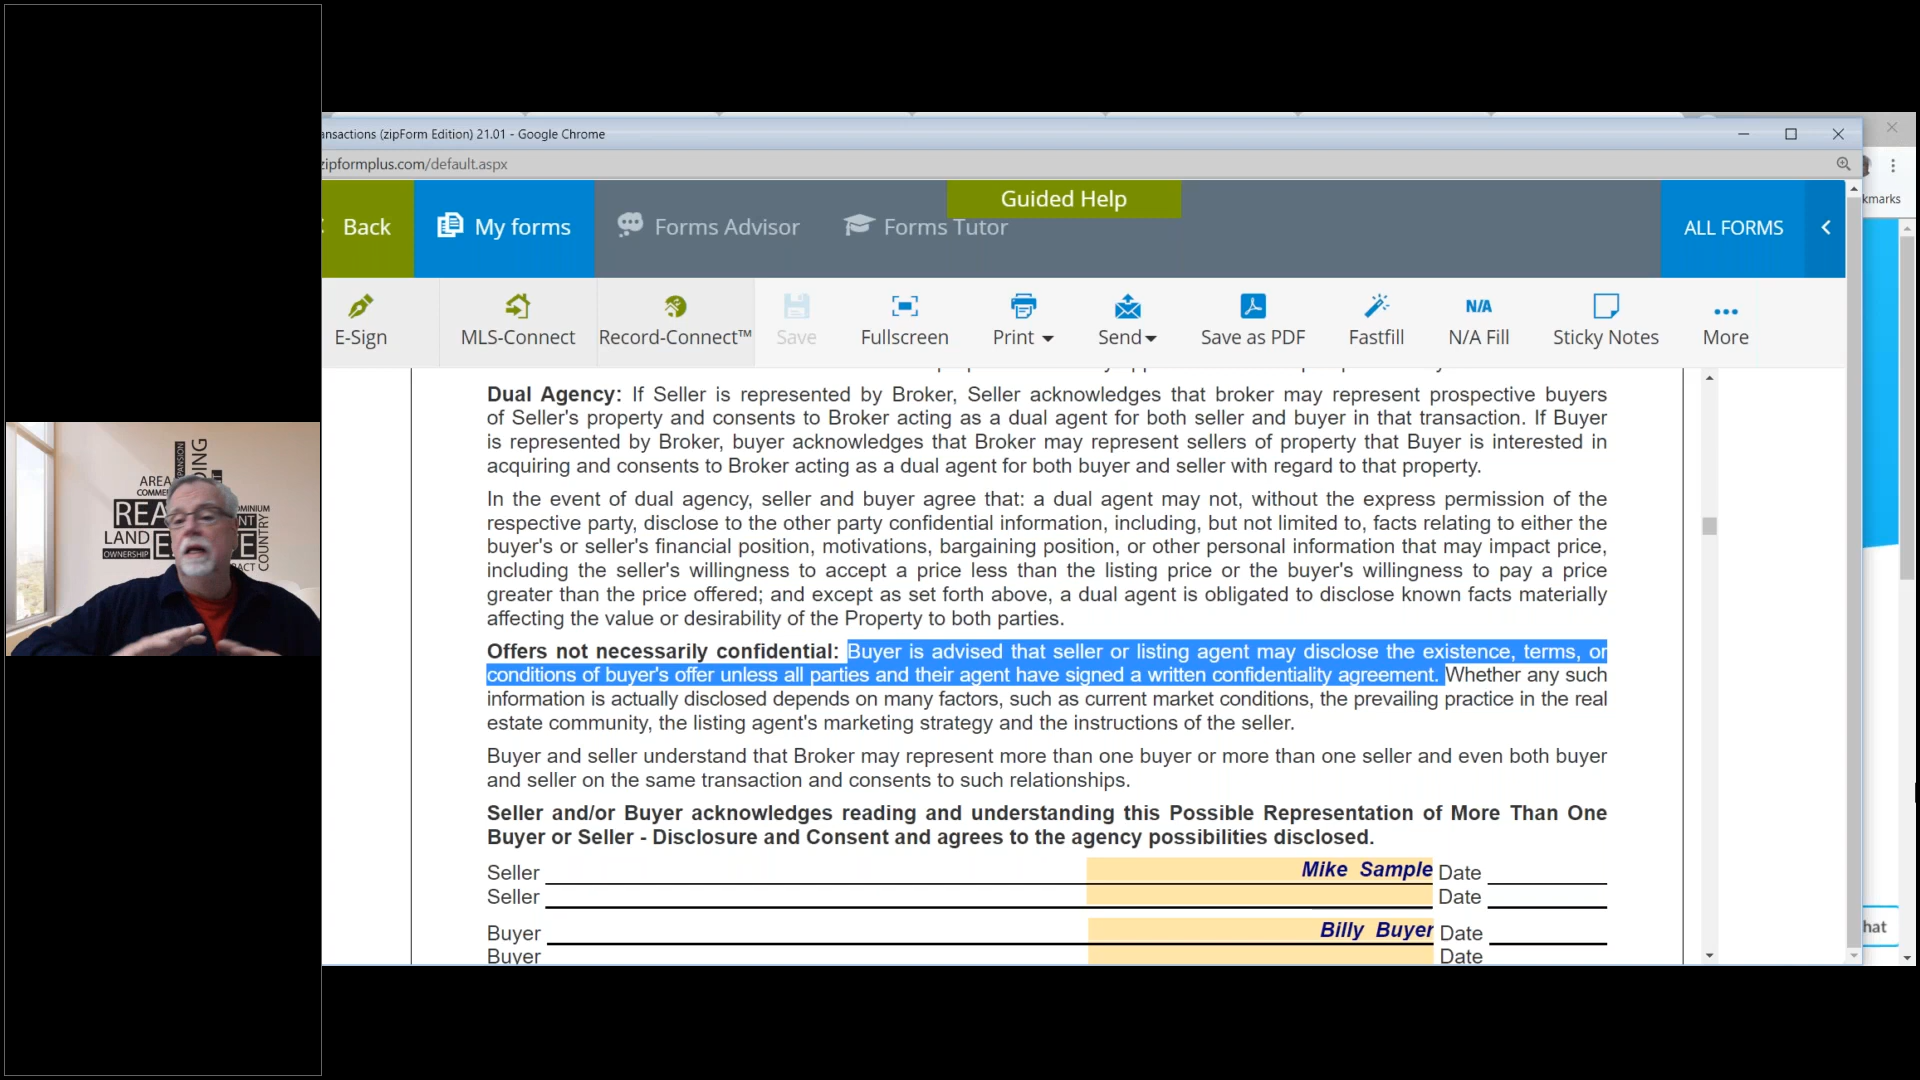 ansactions (zipForm Edition) 21.01 - Google Chrome
zipformplus.com/default.aspx
kmarks
Guided Help
Back
My forms
Forms Advisor
Forms Tutor
ALL FORMS
E-Sign
MLS-Connect
Record-Connect™
Save
Fullscreen
Print
Send
Save as PDF
Fastfill
N/A
N/A Fill
Sticky Notes
More
Dual Agency: If Seller is represented by Broker, Seller acknowledges that broker may represent prospective buyers
of Seller's property and consents to Broker acting as a dual agent for both seller and buyer in that transaction. If Buyer
is represented by Broker, buyer acknowledges that Broker may represent sellers of property that Buyer is interested in
acquiring and consents to Broker acting as a dual agent for both buyer and seller with regard to that property.
In the event of dual agency, seller and buyer agree that: a dual agent may not, without the express permission of the
respective party, disclose to the other party confidential information, including, but not limited to, facts relating to either the
buyer's or seller's financial position, motivations, bargaining position, or other personal information that may impact price,
including the seller's willingness to accept a price less than the listing price or the buyer's willingness to pay a price
greater than the price offered; and except as set forth above, a dual agent is obligated to disclose known facts materially
affecting the value or desirability of the Property to both parties.
Offers not necessarily confidential: Buyer is advised that seller or listing agent may disclose the existence, terms, or
conditions of buyer's offer unless all parties and their agent have signed a written confidentiality agreement. Whether any such
information is actually disclosed depends on many factors, such as current market conditions, the prevailing practice in the real
estate community, the listing agent's marketing strategy and the instructions of the seller.
Buyer and seller understand that Broker may represent more than one buyer or more than one seller and even both buyer
and seller on the same transaction and consents to such relationships.
Seller and/or Buyer acknowledges reading and understanding this Possible Representation of More Than One
Buyer or Seller - Disclosure and Consent and agrees to the agency possibilities disclosed.
Seller Mike Sample Date
Seller Date
Buyer Billy Buyer Date
Buyer Date
hat
PANSION
ING
AREA
COMME
REA
LAND
OWNERSHIP
E
OMINIUM
NT
E
ACT
COUNTRY